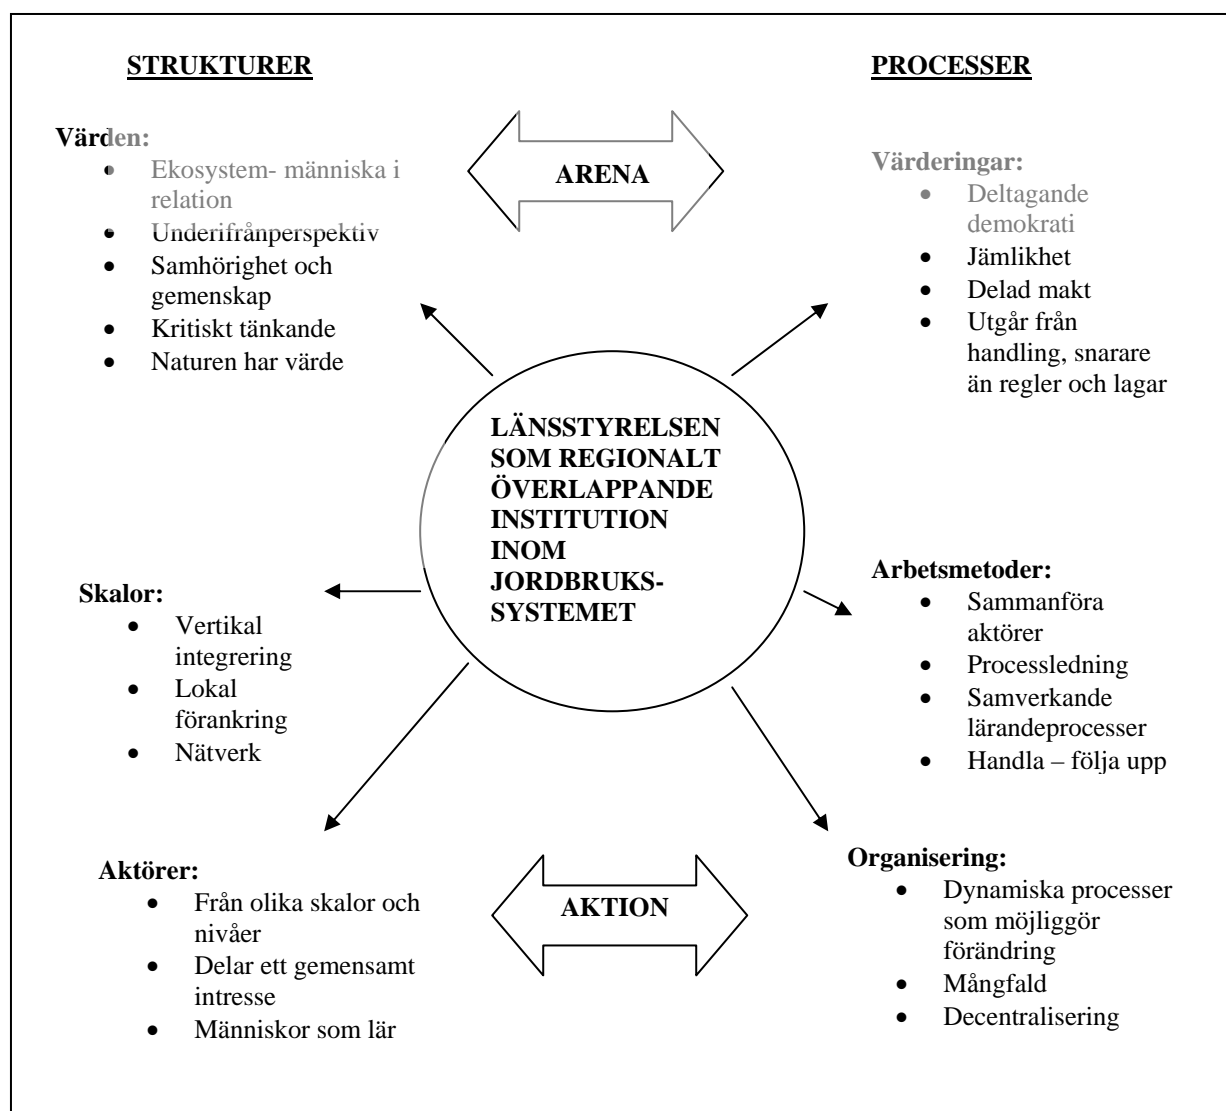 STRUKTURER
Värden:
• Ekosystem- människa i
relation
• Underifrånperspektiv
• Samhörighet och
gemenskap
• Kritiskt tänkande
• Naturen har värde
ARENA
PROCESSER
Värderingar:
• Deltagande
demokrati
• Jämlikhet
• Delad makt
• Utgår från
handling, snarare
än regler och lagar
LÄNSSTYRELSEN
SOM REGIONALT
ÖVERLAPPANDE
INSTITUTION
INOM
JORDBRUKS-
SYSTEMET
Skalor:
• Vertikal
integrering
• Lokal
förankring
• Nätverk
Arbetsmetoder:
• Sammanföra
aktörer
• Processledning
• Samverkande
lärandeprocesser
• Handla – följa upp
Aktörer:
• Från olika skalor och
nivåer
• Delar ett gemensamt
intresse
• Människor som lär
AKTION
Organisering:
• Dynamiska processer
som möjliggör
förändring
• Mångfald
• Decentralisering